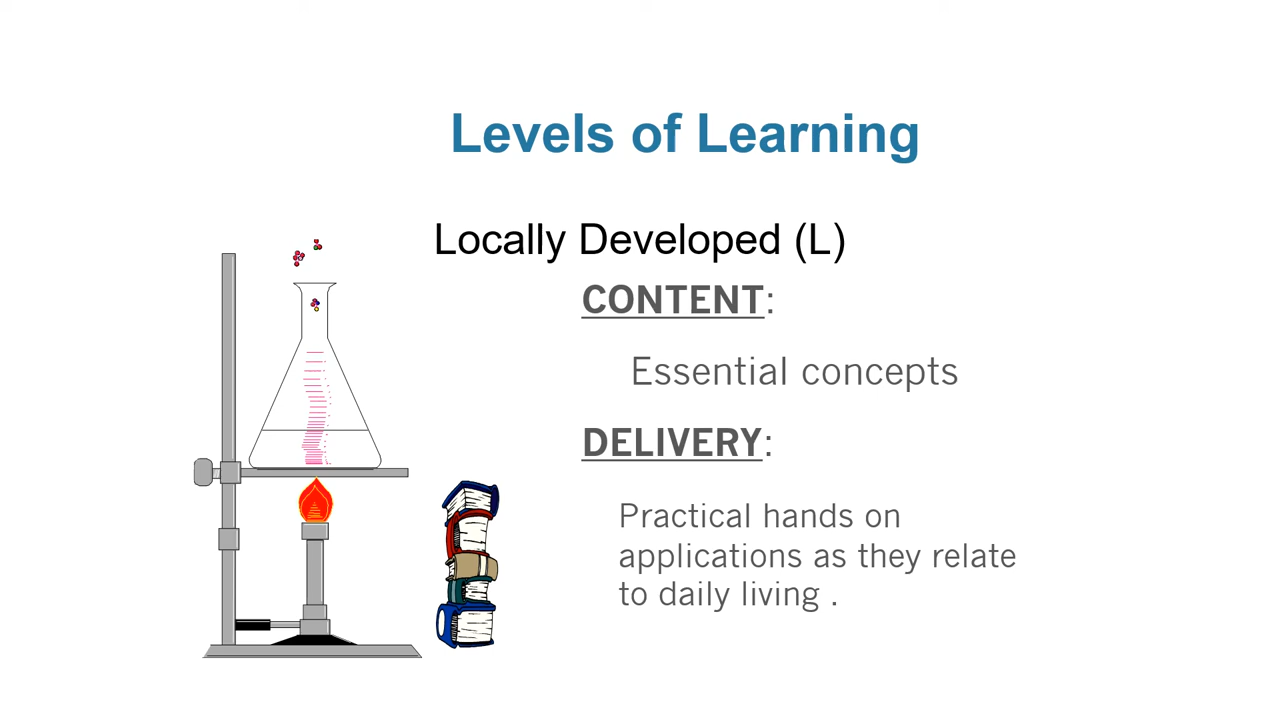 Levels of Learning
Locally Developed (L)
CONTENT:
Essential concepts
DELIVERY:
Practical hands on
applications as they relate
to daily living .